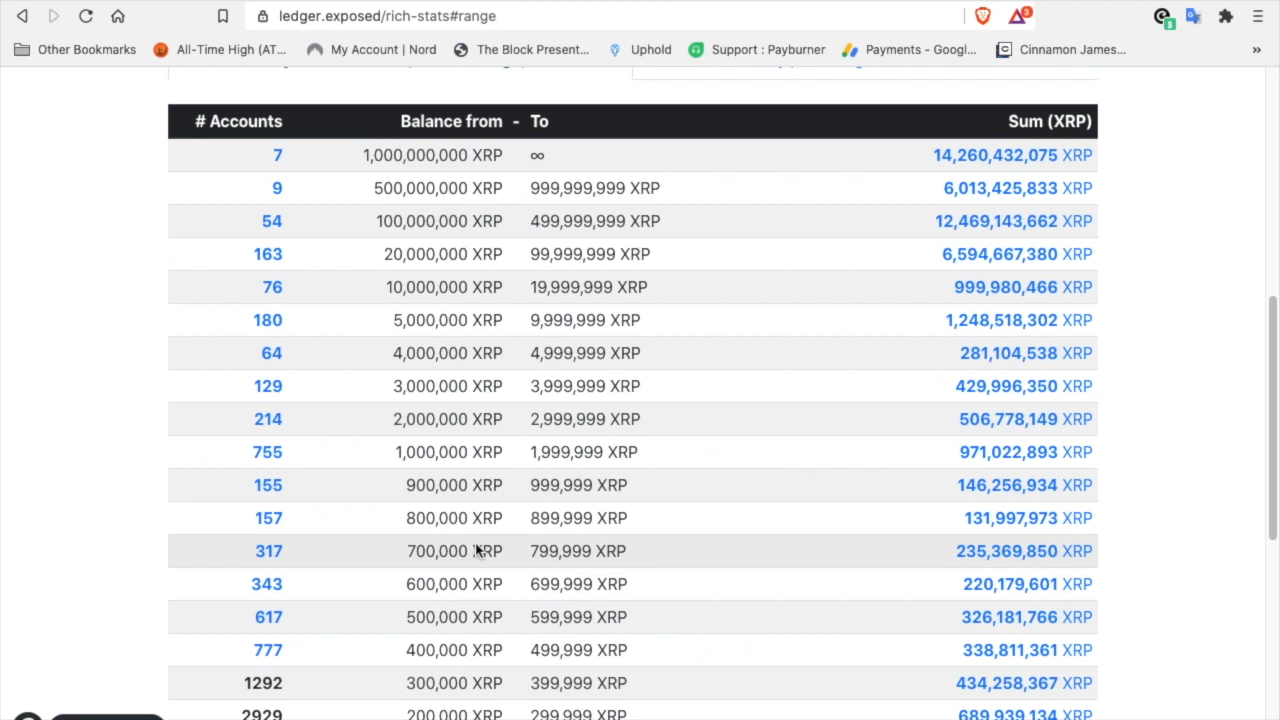 ledger.exposed/rich-stats#range
3
$
Other Bookmarks All-Time High (AT... My Account | Nord The Block Present... Uphold Support : Payburner Payments - Googl... Cinnamon James... »
# Accounts Balance from - To Sum (XRP)
7 1,000,000,000 XRP ∞ 14,260,432,075 XRP
9 500,000,000 XRP 999,999,999 XRP 6,013,425,833 XRP
54 100,000,000 XRP 499,999,999 XRP 12,469,143,662 XRP
163 20,000,000 XRP 99,999,999 XRP 6,594,667,380 XRP
76 10,000,000 XRP 19,999,999 XRP 999,980,466 XRP
180 5,000,000 XRP 9,999,999 XRP 1,248,518,302 XRP
64 4,000,000 XRP 4,999,999 XRP 281,104,538 XRP
129 3,000,000 XRP 3,999,999 XRP 429,996,350 XRP
214 2,000,000 XRP 2,999,999 XRP 506,778,149 XRP
755 1,000,000 XRP 1,999,999 XRP 971,022,893 XRP
155 900,000 XRP 999,999 XRP 146,256,934 XRP
157 800,000 XRP 899,999 XRP 131,997,973 XRP
317 700,000 XRP 799,999 XRP 235,369,850 XRP
343 600,000 XRP 699,999 XRP 220,179,601 XRP
617 500,000 XRP 599,999 XRP 326,181,766 XRP
777 400,000 XRP 499,999 XRP 338,811,361 XRP
1292 300,000 XRP 399,999 XRP 434,258,367 XRP
2929 200,000 XRP 299,999 XRP 689,939,134 XRP